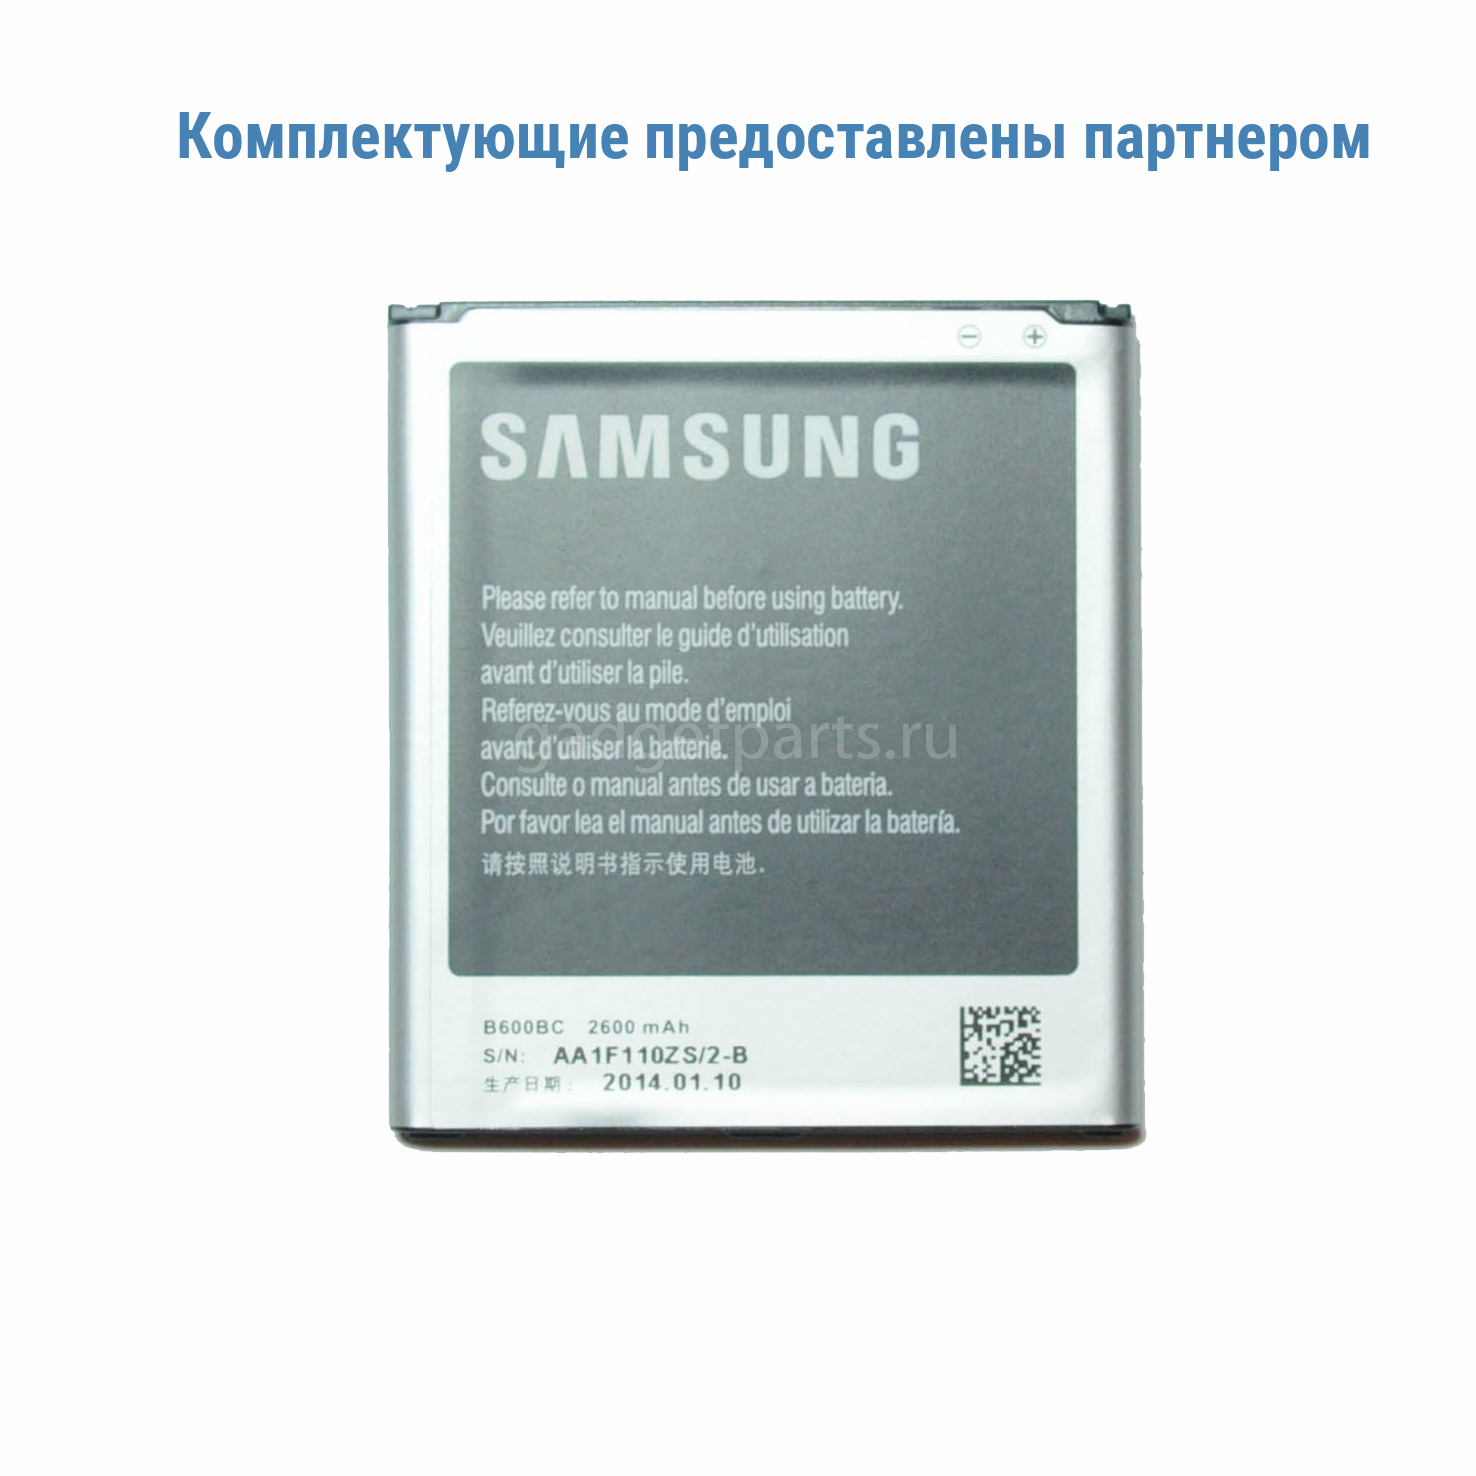 Комплектующие предоставлены партнером
SAMSUNG
Please refer to manual before using battery.
Veuillez consulter le guide d'utilisation
avant d'utiliser la pile.
Referez-vous au mode d'emploi
avant d'utiliser la batterie.
gadgetparts.ru
Consulte o manual antes de usar a bateria.
Por favor lea el manual antes de utilizar la batería.
请按照说明书指示使用电池.
B600BC 2600 mAh
S/N: AA1F110ZS/2-B
生产日期: 2014.01.10